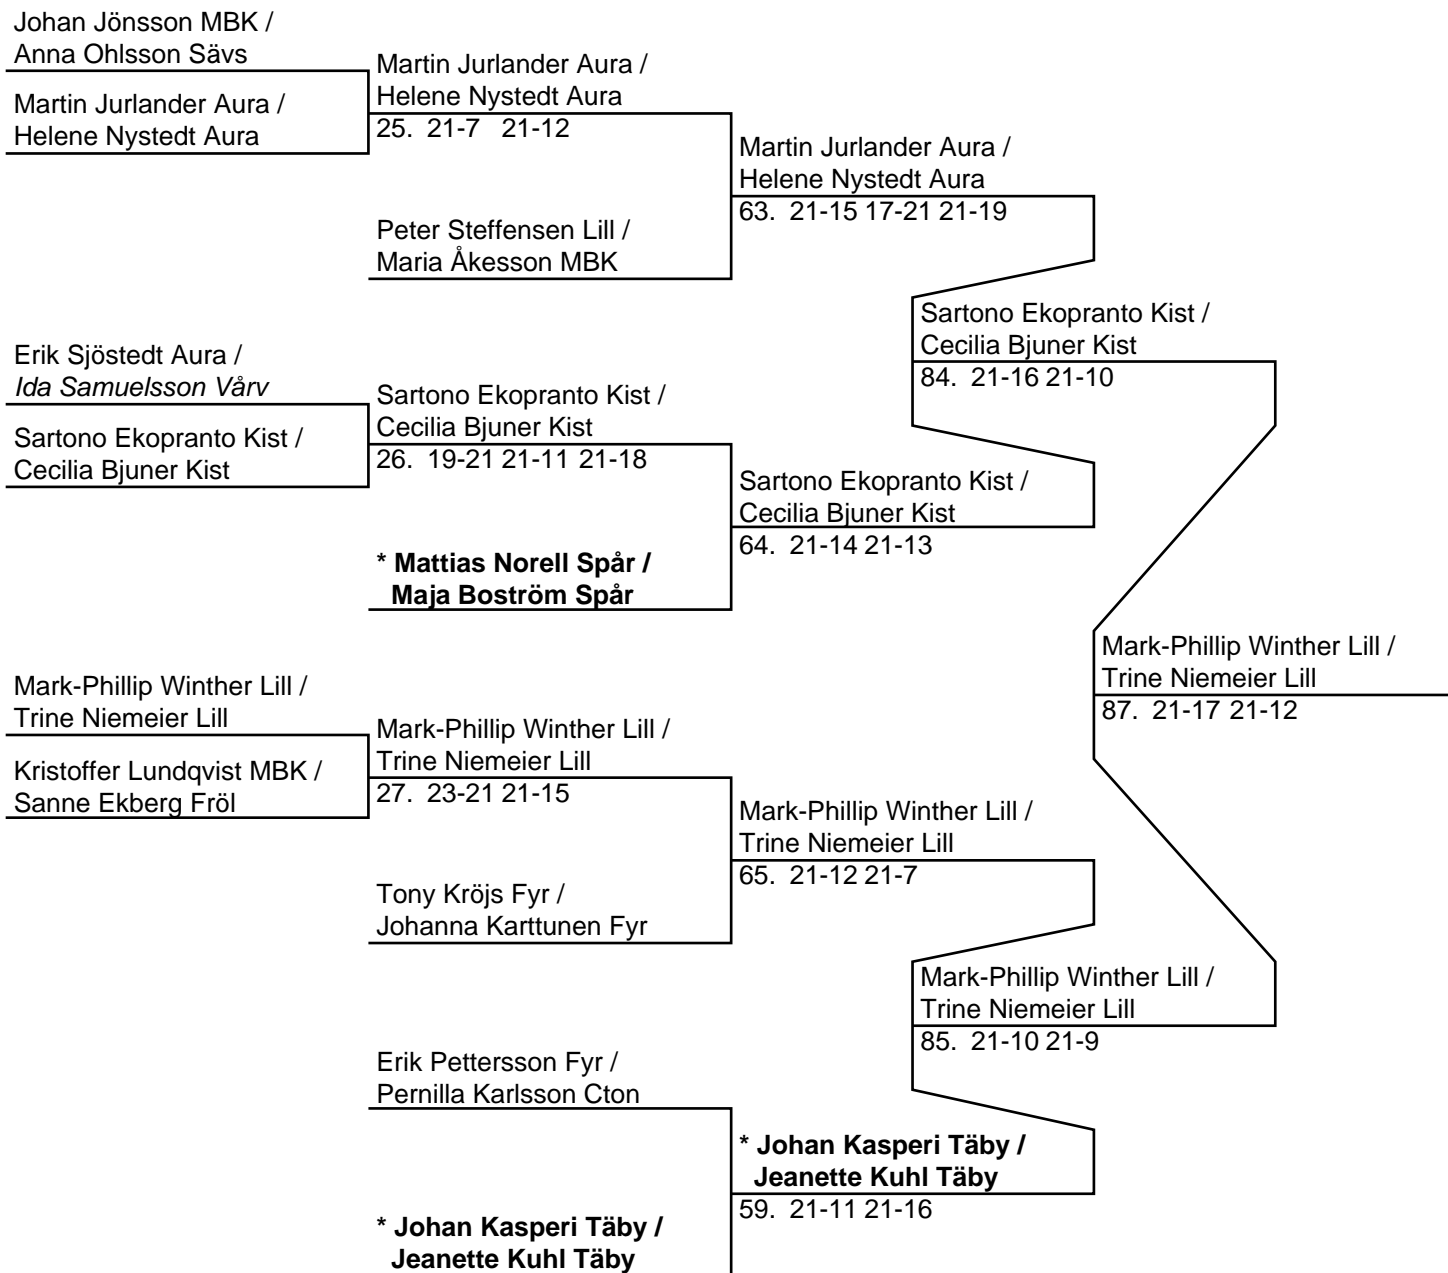 Johan Jönsson MBK /
Anna Ohlsson Sävs
Martin Jurlander Aura /
Helene Nystedt Aura
Martin Jurlander Aura /
Helene Nystedt Aura
25. 21-7 21-12
Peter Steffensen Lill /
Maria Åkesson MBK
Martin Jurlander Aura /
Helene Nystedt Aura
63. 21-15 17-21 21-19
Erik Sjöstedt Aura /
Ida Samuelsson Vårv
Sartono Ekopranto Kist /
Cecilia Bjuner Kist
Sartono Ekopranto Kist /
Cecilia Bjuner Kist
26. 19-21 21-11 21-18
* Mattias Norell Spår /
Maja Boström Spår
Sartono Ekopranto Kist /
Cecilia Bjuner Kist
64. 21-14 21-13
Sartono Ekopranto Kist /
Cecilia Bjuner Kist
84. 21-16 21-10
Mark-Phillip Winther Lill /
Trine Niemeier Lill
Kristoffer Lundqvist MBK /
Sanne Ekberg Fröl
Mark-Phillip Winther Lill /
Trine Niemeier Lill
27. 23-21 21-15
Tony Kröjs Fyr /
Johanna Karttunen Fyr
Mark-Phillip Winther Lill /
Trine Niemeier Lill
65. 21-12 21-7
Erik Pettersson Fyr /
Pernilla Karlsson Cton
* Johan Kasperi Täby /
Jeanette Kuhl Täby
* Johan Kasperi Täby /
Jeanette Kuhl Täby
59. 21-11 21-16
Mark-Phillip Winther Lill /
Trine Niemeier Lill
85. 21-10 21-9
Mark-Phillip Winther Lill /
Trine Niemeier Lill
87. 21-17 21-12